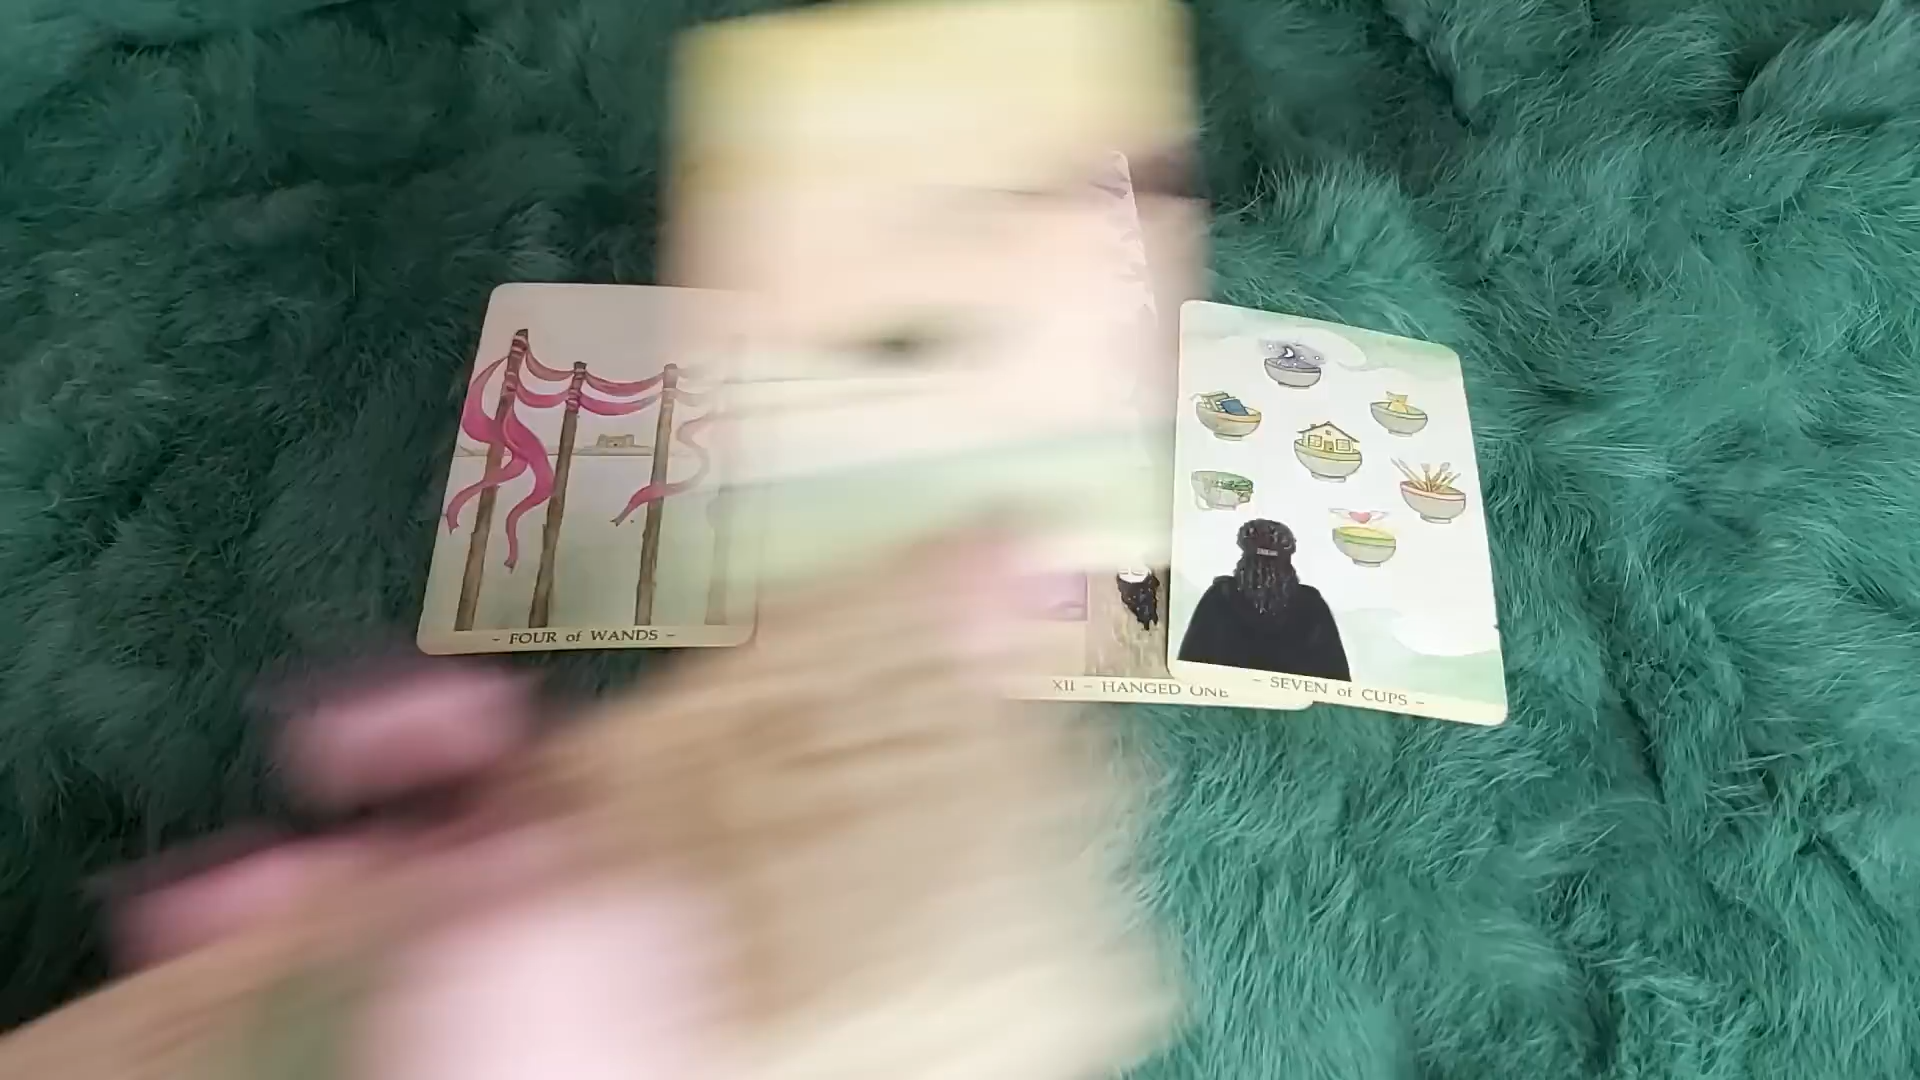 - FOUR of WANDS -
XII - HANGED ONE
- SEVEN of CUPS -